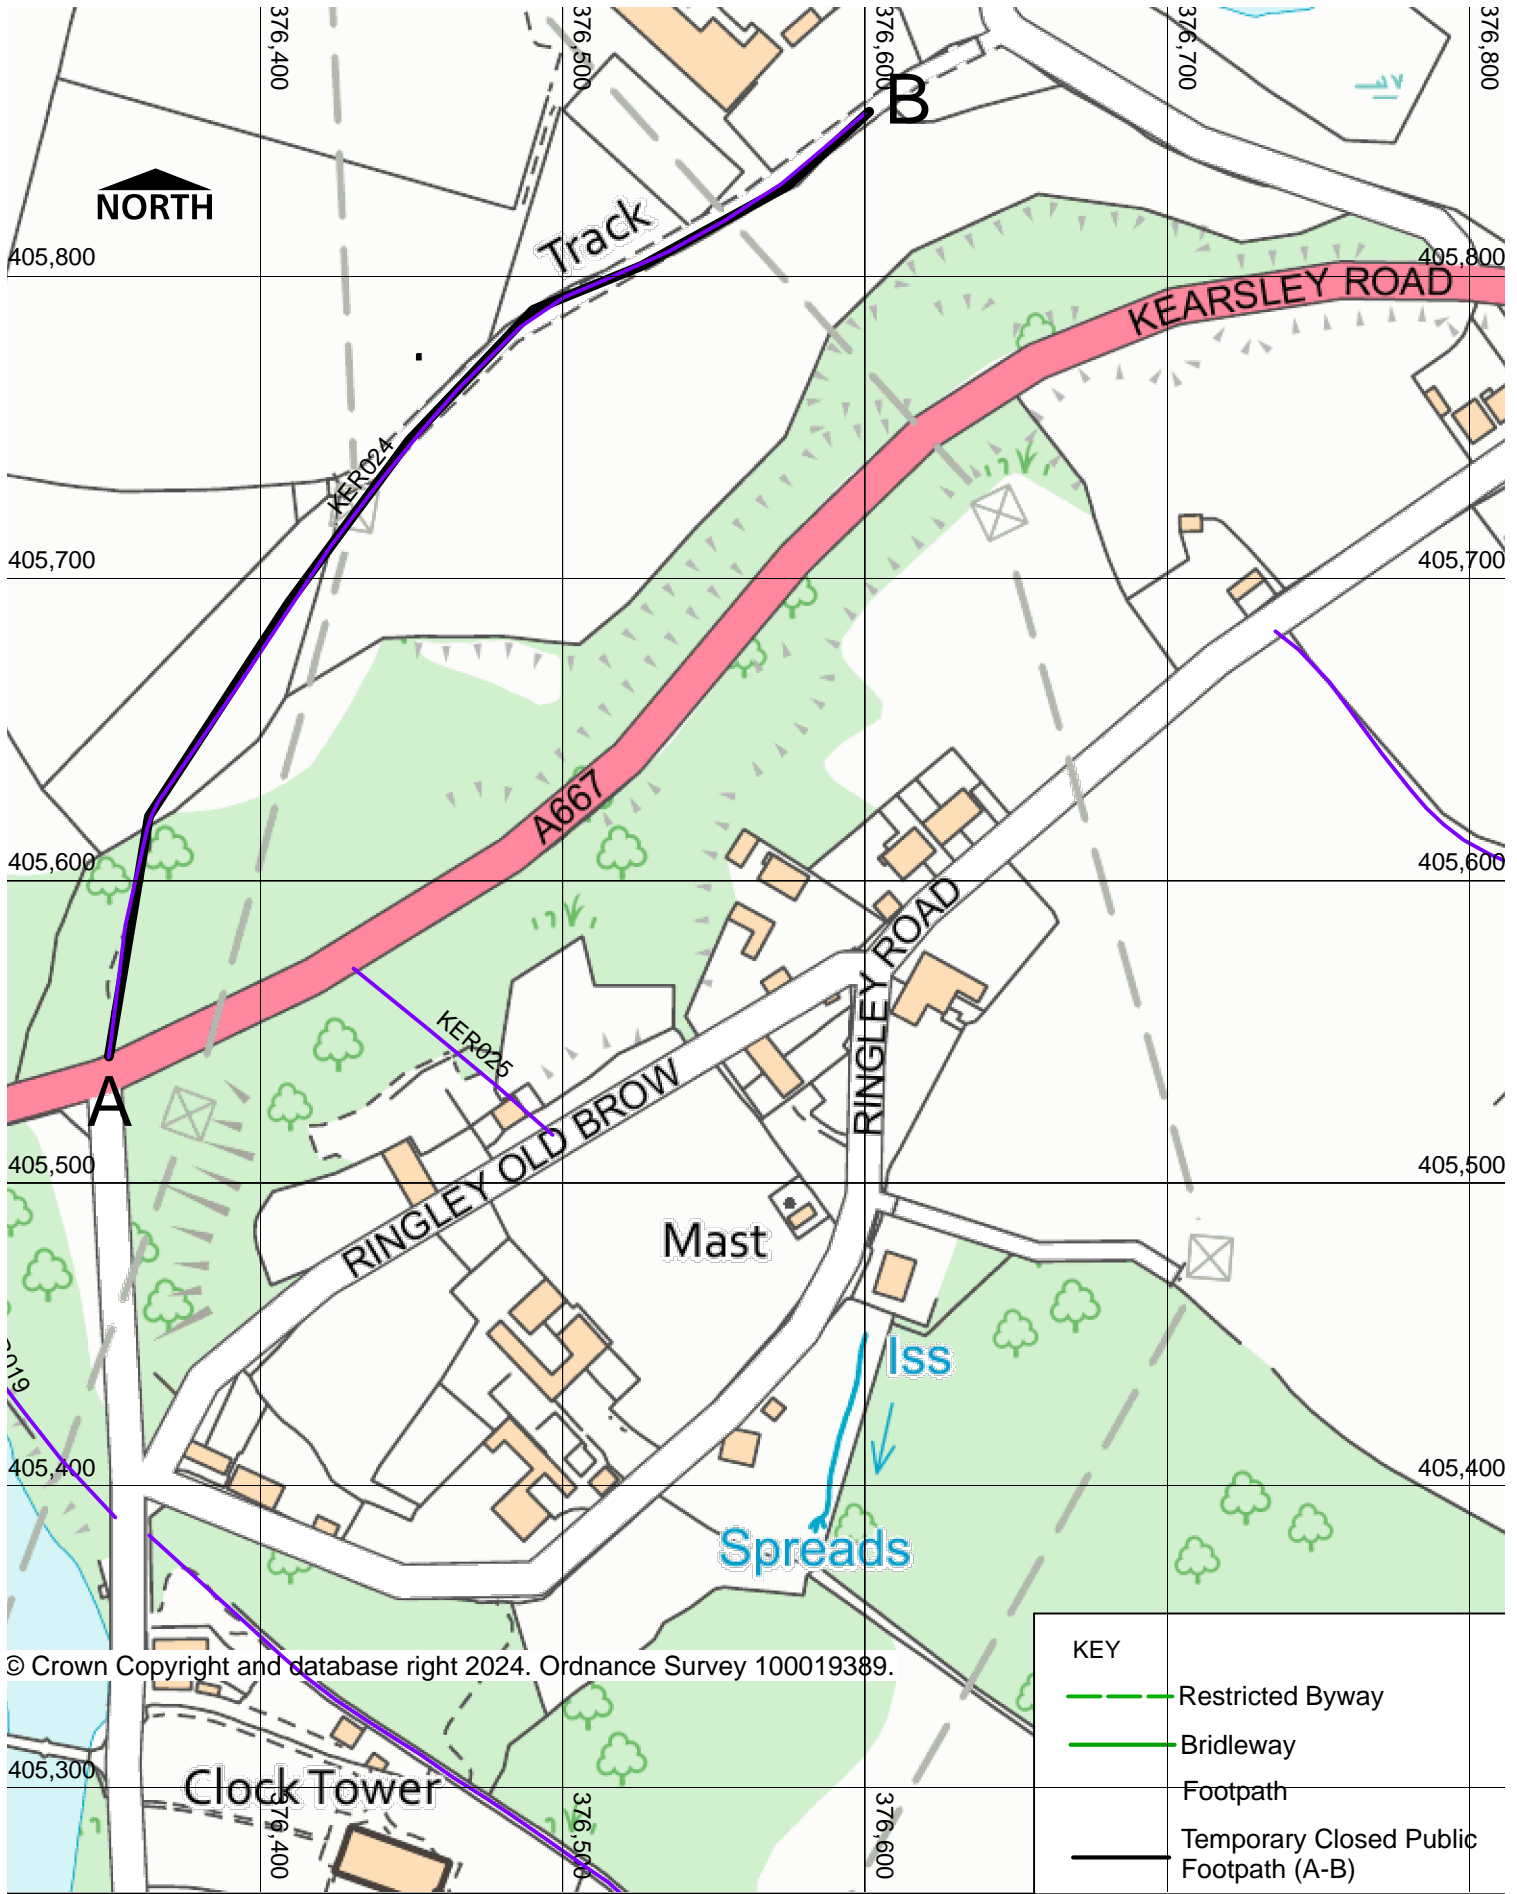 376,400
376,500
376,600
376,700
376,800
B
NORTH
Track
405,800
405,800
KEARSLEY ROAD
KER024
405,700
A667
405,600
405,600
RINGLEY ROAD
KER025
RINGLEY ROAD
A
RINGLEY OLD BROW
405,500
405,500
Mast
Iss
019
405,400
405,400
Spreads
© Crown Copyright and database right 2024. Ordnance Survey 100019389.
KEY
Restricted Byway
Bridleway
Footpath
Temporary Closed Public
Footpath (A-B)
405,300
Clock Tower
376,400
376,500
376,600